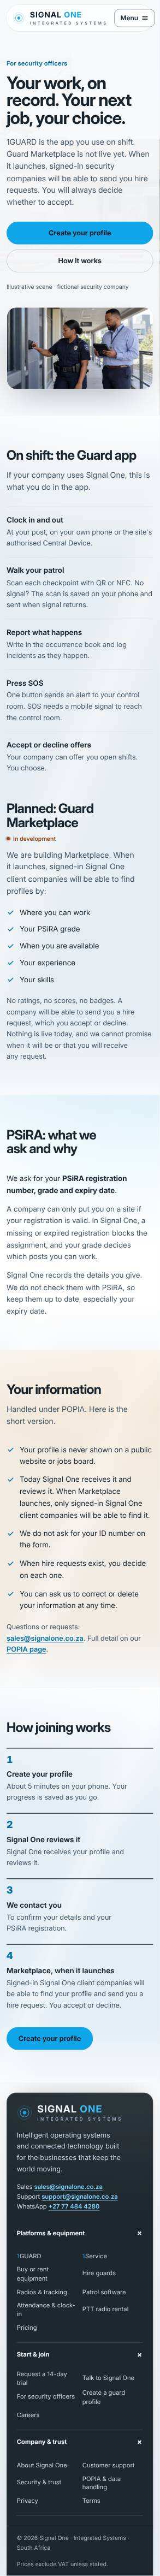 SIGNAL ONE
INTEGRATED SYSTEMS
Menu
For security officers
Your work, on
record. Your next
job, your choice.
1GUARD is the app you use on shift.
Guard Marketplace is not live yet. When
it launches, signed-in security
companies will be able to send you hire
requests. You will always decide
whether to accept.
Create your profile
How it works
Illustrative scene · fictional security company
On shift: the Guard app
If your company uses Signal One, this is
what you do in the app.
Clock in and out
At your post, on your own phone or the site's
authorised Central Device.
Walk your patrol
Scan each checkpoint with QR or NFC. No
signal? The scan is saved on your phone and
sent when signal returns.
Report what happens
Write in the occurrence book and log
incidents as they happen.
Press SOS
One button sends an alert to your control
room. SOS needs a mobile signal to reach
the control room.
Accept or decline offers
Your company can offer you open shifts.
You choose.
Planned: Guard
Marketplace
In development
We are building Marketplace. When
it launches, signed-in Signal One
client companies will be able to find
profiles by:
Where you can work
Your PSiRA grade
When you are available
Your experience
Your skills
No ratings, no scores, no badges. A
company will be able to send you a hire
request, which you accept or decline.
Nothing is live today, and we cannot promise
when it will be or that you will receive
any request.
PSiRA: what we
ask and why
We ask for your PSiRA registration
number, grade and expiry date.
A company can only put you on a site if
your registration is valid. In Signal One, a
missing or expired registration blocks the
assignment, and your grade decides
which posts you can work.
Signal One records the details you give.
We do not check them with PSiRA, so
keep them up to date, especially your
expiry date.
Your information
Handled under POPIA. Here is the
short version.
Your profile is never shown on a public
website or jobs board.
Today Signal One receives it and
reviews it. When Marketplace
launches, only signed-in Signal One
client companies will be able to find it.
We do not ask for your ID number on
the form.
When hire requests exist, you decide
on each one.
You can ask us to correct or delete
your information at any time.
Questions or requests:
sales@signalone.co.za. Full detail on our
POPIA page.
How joining works
1
Create your profile
About 5 minutes on your phone. Your
progress is saved as you go.
2
Signal One reviews it
Signal One receives your profile and
reviews it.
3
We contact you
To confirm your details and your
PSiRA registration.
4
Marketplace, when it launches
Signed-in Signal One client companies will
be able to find your profile and send you a
hire request. You accept or decline.
Create your profile
SIGNAL ONE
INTEGRATED SYSTEMS
Intelligent operating systems
and connected technology built
for the businesses that keep the
world moving.
Sales sales@signalone.co.za
Support support@signalone.co.za
WhatsApp +27 77 484 4280
Platforms & equipment
1GUARD
1Service
Buy or rent
equipment
Hire guards
Radios & tracking
Patrol software
Attendance & clock-
in
PTT radio rental
Pricing
Start & join
Request a 14-day
trial
Talk to Signal One
For security officers
Create a guard
profile
Careers
Company & trust
About Signal One
Customer support
Security & trust
POPIA & data
handling
Privacy
Terms
© 2026 Signal One · Integrated Systems ·
South Africa
Prices exclude VAT unless stated.